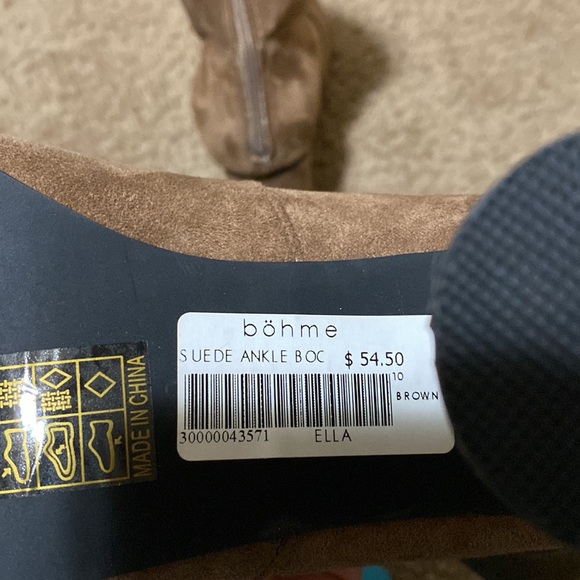 böhme
SUEDE ANKLE BOC $ 54.50
10
BROWN
30000043571 ELLA
MADE IN CHINA